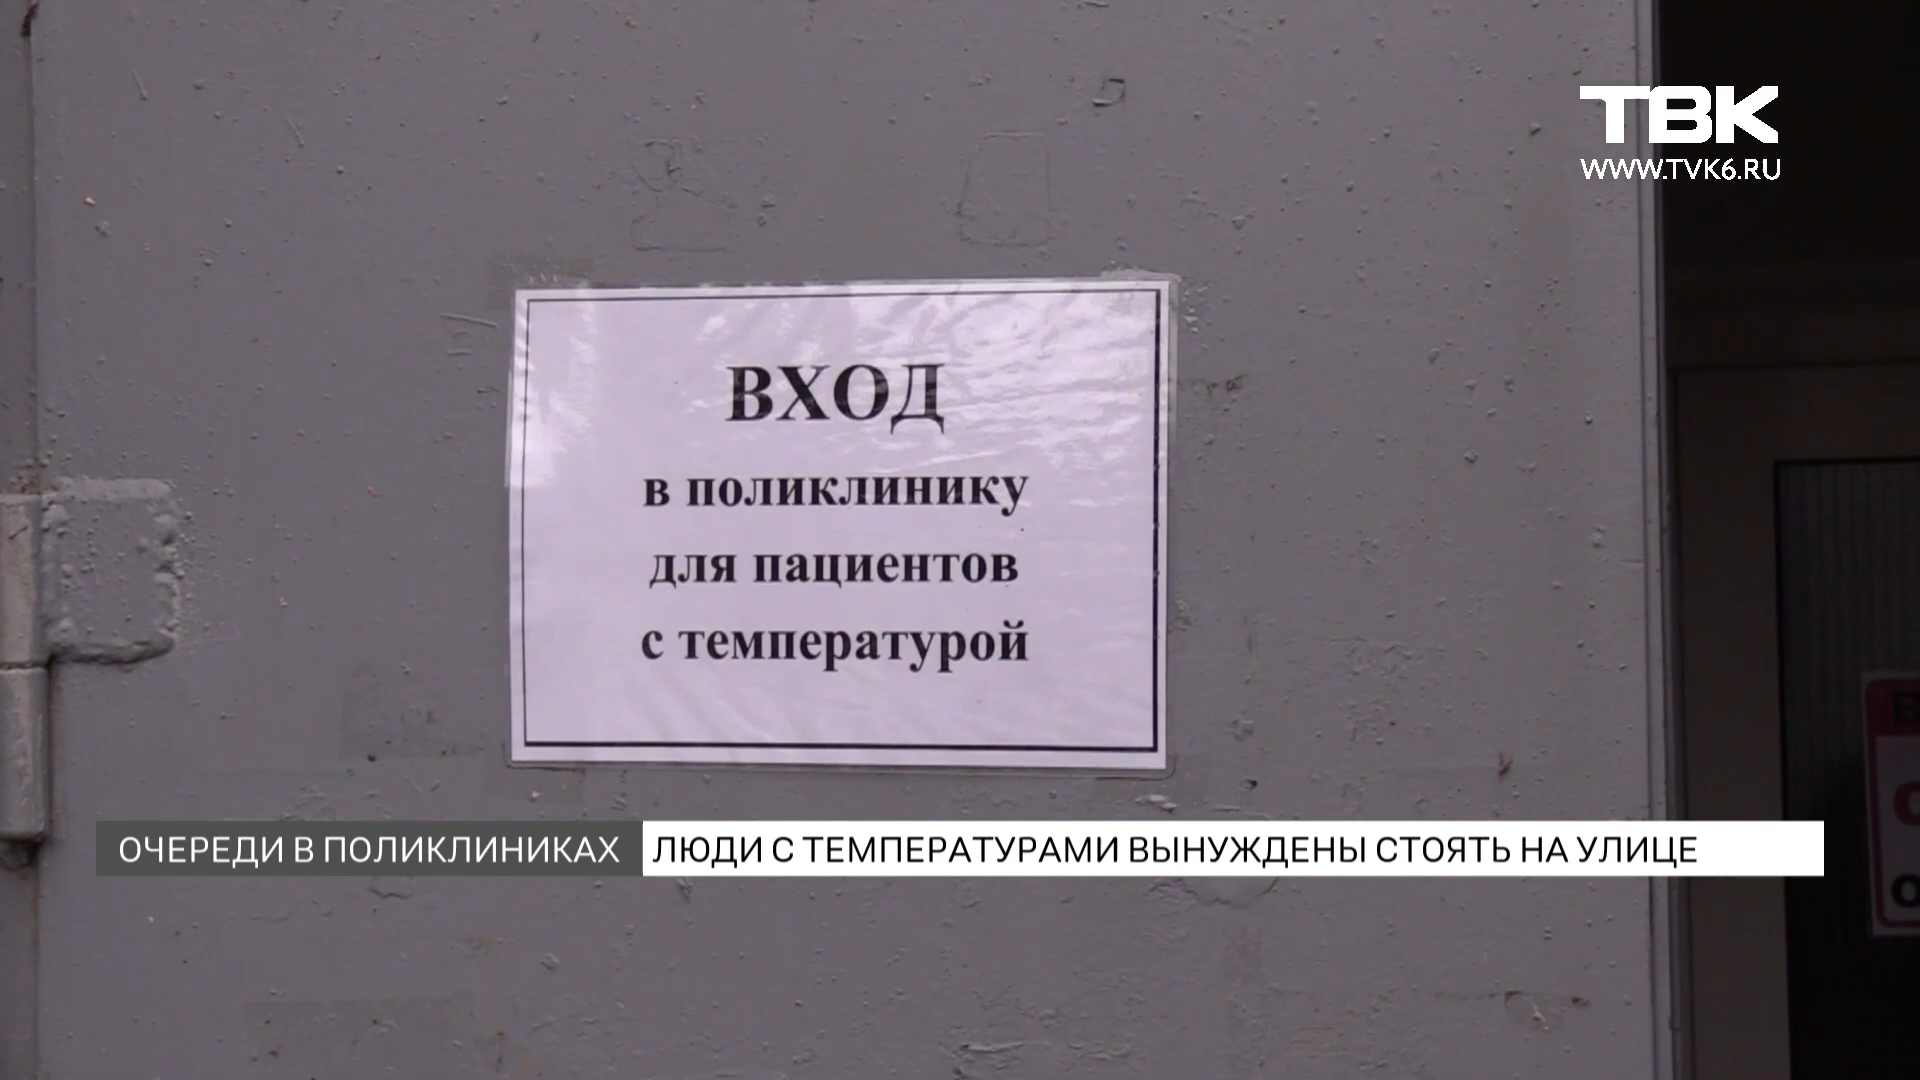 ТВК
WWW.TVK6.RU
ВХОД
в поликлинику
для пациентов
с температурой
ОЧЕРЕДИ В ПОЛИКЛИНИКАХ ЛЮДИ С ТЕМПЕРАТУРАМИ ВЫНУЖДЕНЫ СТОЯТЬ НА УЛИЦЕ